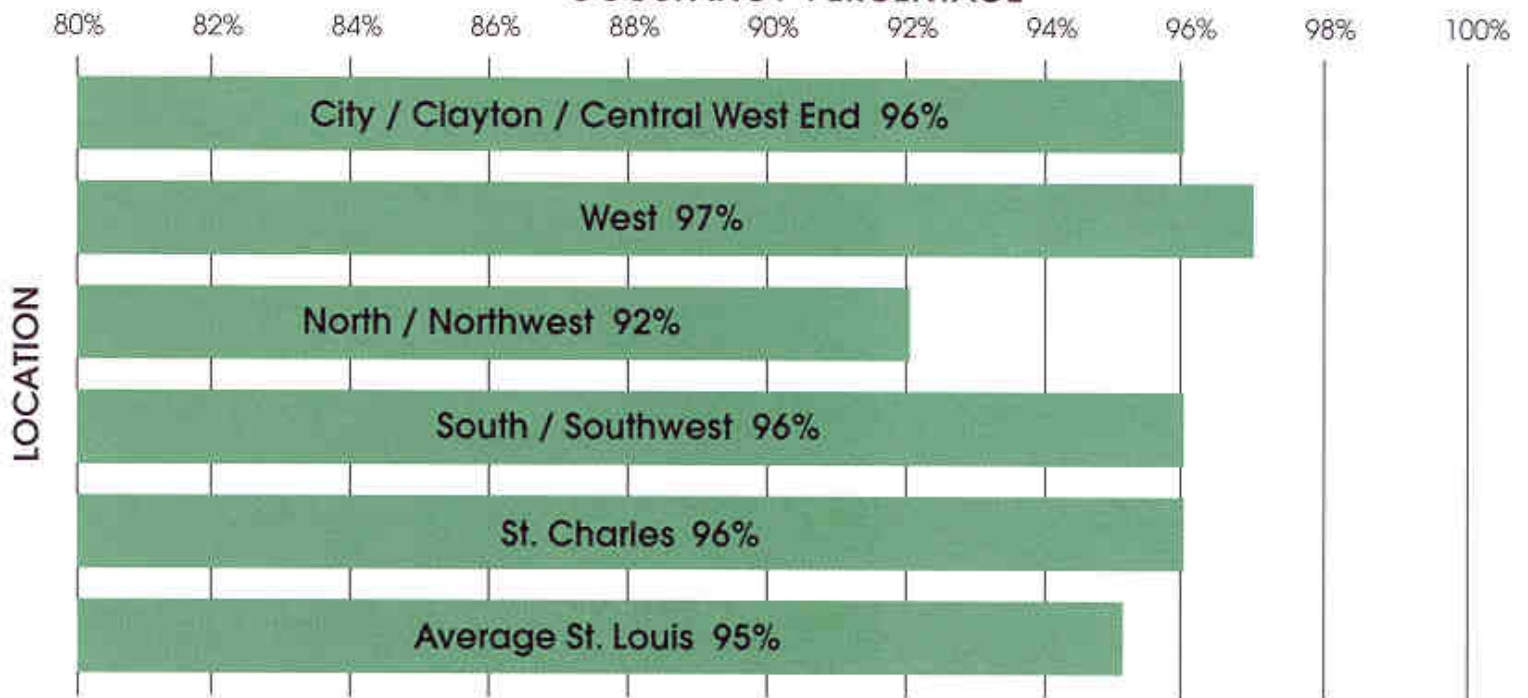 80% 82% 84% 86% 88% 90% 92% 94% 96% 98% 100%
City / Clayton / Central West End 96%
West 97%
North / Northwest 92%
LOCATION
South / Southwest 96%
St. Charles 96%
Average St. Louis 95%